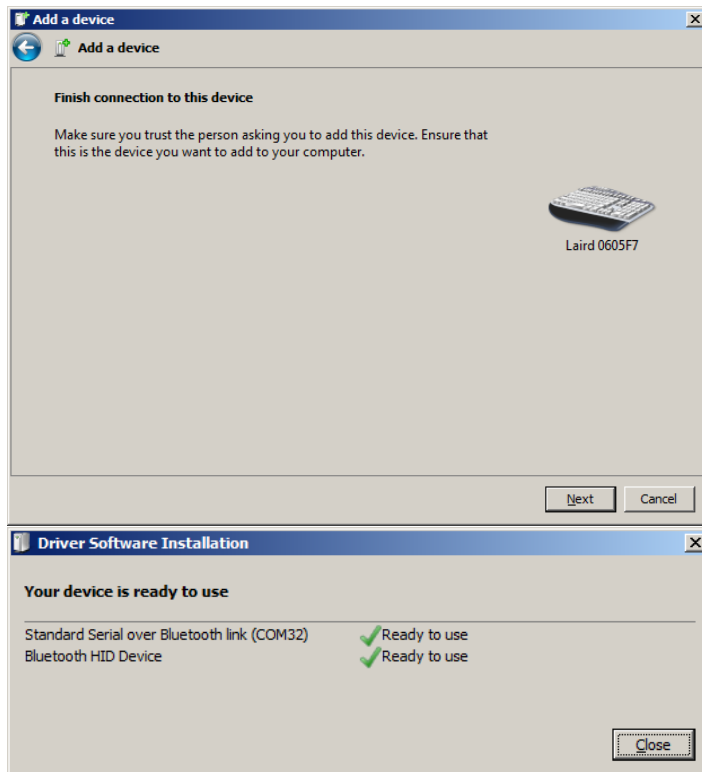 Add a device
Add a device
Finish connection to this device
Make sure you trust the person asking you to add this device. Ensure that
this is the device you want to add to your computer.
Laird 0605F7
Next Cancel
Driver Software Installation
Your device is ready to use
Standard Serial over Bluetooth link (COM32) Ready to use
Bluetooth HID Device Ready to use
Close